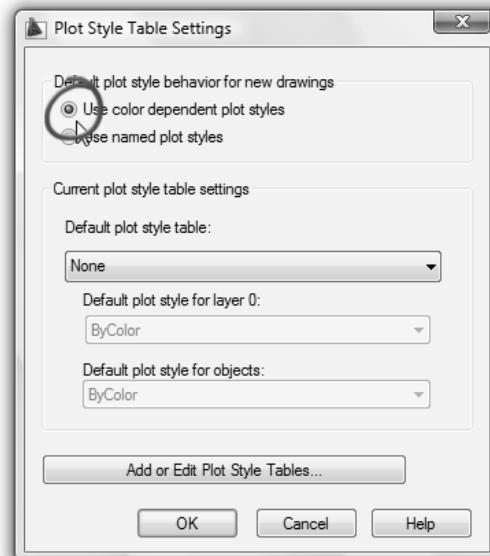 Plot Style Table Settings
Default plot style behavior for new drawings
Use color dependent plot styles
Use named plot styles
Current plot style table settings
Default plot style table:
None
Default plot style for layer 0:
ByColor
Default plot style for objects:
ByColor
Add or Edit Plot Style Tables...
OK Cancel Help